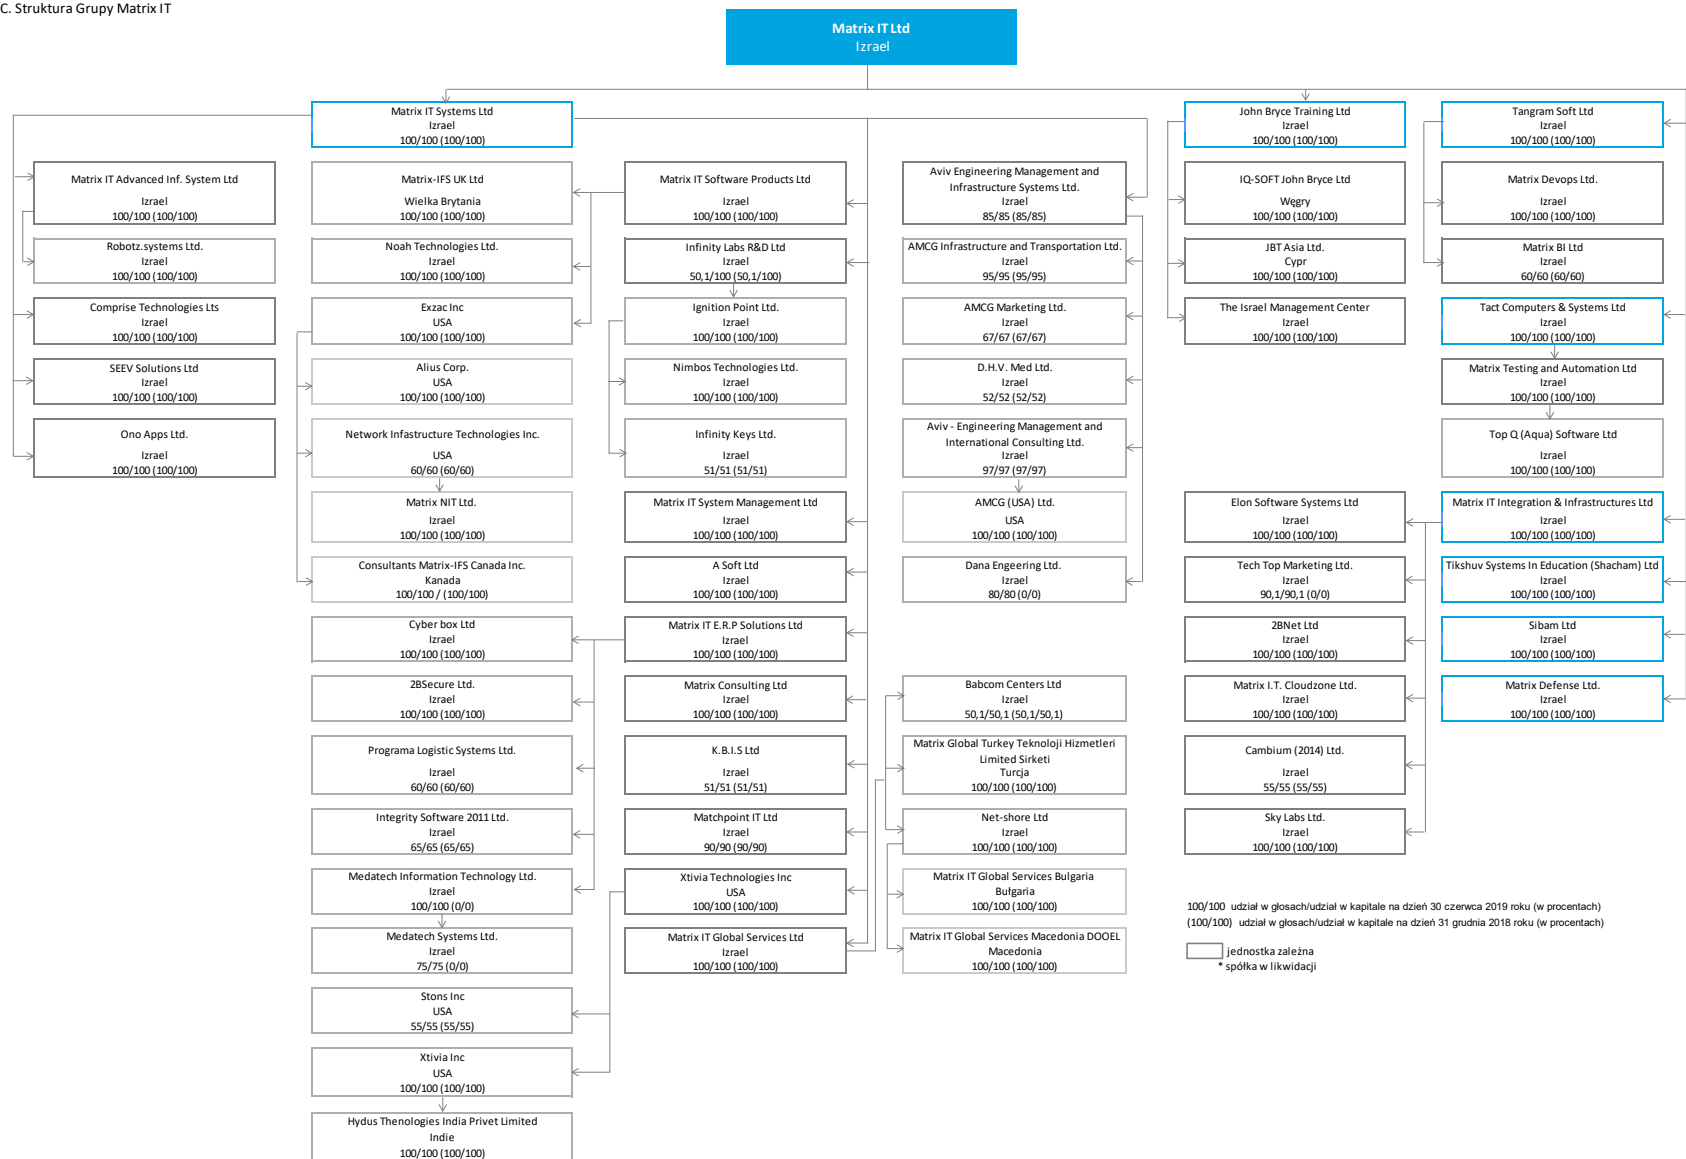 C. Struktura Grupy Matrix IT
Matrix IT Ltd
Izrael
Matrix IT Systems Ltd
Izrael
100/100 (100/100)
John Bryce Training Ltd
Izrael
100/100 (100/100)
Tangram Soft Ltd
Izrael
100/100 (100/100)
Matrix IT Advanced Inf. System Ltd
Izrael
100/100 (100/100)
Matrix-IFS UK Ltd
Wielka Brytania
100/100 (100/100)
Matrix IT Software Products Ltd
Izrael
100/100 (100/100)
Aviv Engineering Management and
Infrastructure Systems Ltd.
Izrael
85/85 (85/85)
IQ-SOFT John Bryce Ltd
Węgry
100/100 (100/100)
Matrix Devops Ltd.
Izrael
100/100 (100/100)
Robotz.systems Ltd.
Izrael
100/100 (100/100)
Noah Technologies Ltd.
Izrael
100/100 (100/100)
Infinity Labs R&D Ltd
Izrael
50,1/100 (50,1/100)
AMCG Infrastructure and Transportation Ltd.
Izrael
95/95 (95/95)
JBT Asia Ltd.
Cypr
100/100 (100/100)
Matrix BI Ltd
Izrael
60/60 (60/60)
Comprise Technologies Lts
Izrael
100/100 (100/100)
Exzac Inc
USA
100/100 (100/100)
Ignition Point Ltd.
Izrael
100/100 (100/100)
AMCG Marketing Ltd.
Izrael
67/67 (67/67)
The Israel Management Center
Izrael
100/100 (100/100)
Tact Computers & Systems Ltd
Izrael
100/100 (100/100)
SEEV Solutions Ltd
Izrael
100/100 (100/100)
Alius Corp.
USA
100/100 (100/100)
Nimbos Technologies Ltd.
Izrael
100/100 (100/100)
D.H.V. Med Ltd.
Izrael
52/52 (52/52)
Matrix Testing and Automation Ltd
Izrael
100/100 (100/100)
Ono Apps Ltd.
Izrael
100/100 (100/100)
Network Infastructure Technologies Inc.
USA
60/60 (60/60)
Infinity Keys Ltd.
Izrael
51/51 (51/51)
Aviv - Engineering Management and
International Consulting Ltd.
Izrael
97/97 (97/97)
Top Q (Aqua) Software Ltd
Izrael
100/100 (100/100)
Matrix NIT Ltd.
Izrael
100/100 (100/100)
Matrix IT System Management Ltd
Izrael
100/100 (100/100)
AMCG (USA) Ltd.
USA
100/100 (100/100)
Elon Software Systems Ltd
Izrael
100/100 (100/100)
Matrix IT Integration & Infrastructures Ltd
Izrael
100/100 (100/100)
Consultants Matrix-IFS Canada Inc.
Kanada
100/100 / (100/100)
A Soft Ltd
Izrael
100/100 (100/100)
Dana Engeering Ltd.
Izrael
80/80 (0/0)
Tech Top Marketing Ltd.
Izrael
90,1/90,1 (0/0)
Tikshuv Systems In Education (Shacham) Ltd
Izrael
100/100 (100/100)
Cyber box Ltd
Izrael
100/100 (100/100)
Matrix IT E.R.P Solutions Ltd
Izrael
100/100 (100/100)
2BNet Ltd
Izrael
100/100 (100/100)
Sibam Ltd
Izrael
100/100 (100/100)
2BSecure Ltd.
Izrael
100/100 (100/100)
Matrix Consulting Ltd
Izrael
100/100 (100/100)
Babcom Centers Ltd
Izrael
50,1/50,1 (50,1/50,1)
Matrix I.T. Cloudzone Ltd.
Izrael
100/100 (100/100)
Matrix Defense Ltd.
Izrael
100/100 (100/100)
Programa Logistic Systems Ltd.
Izrael
60/60 (60/60)
K.B.I.S Ltd
Izrael
51/51 (51/51)
Matrix Global Turkey Teknoloji Hizmetleri
Limited Sirketi
Turcja
100/100 (100/100)
Cambium (2014) Ltd.
Izrael
55/55 (55/55)
Integrity Software 2011 Ltd.
Izrael
65/65 (65/65)
Matchpoint IT Ltd
Izrael
90/90 (90/90)
Net-shore Ltd
Izrael
100/100 (100/100)
Sky Labs Ltd.
Izrael
100/100 (100/100)
Medatech Information Technology Ltd.
Izrael
100/100 (0/0)
Xtivia Technologies Inc
USA
100/100 (100/100)
Matrix IT Global Services Bulgaria
Bułgaria
100/100 (100/100)
100/100 udział w głosach/udział w kapitale na dzień 30 czerwca 2019 roku (w procentach)
(100/100) udział w głosach/udział w kapitale na dzień 31 grudnia 2018 roku (w procentach)
Medatech Systems Ltd.
Izrael
75/75 (0/0)
Matrix IT Global Services Ltd
Izrael
100/100 (100/100)
Matrix IT Global Services Macedonia DOOEL
Macedonia
100/100 (100/100)
jednostka zależna
* spółka w likwidacji
Stons Inc
USA
55/55 (55/55)
Xtivia Inc
USA
100/100 (100/100)
Hydus Thenologies India Privet Limited
Indie
100/100 (100/100)